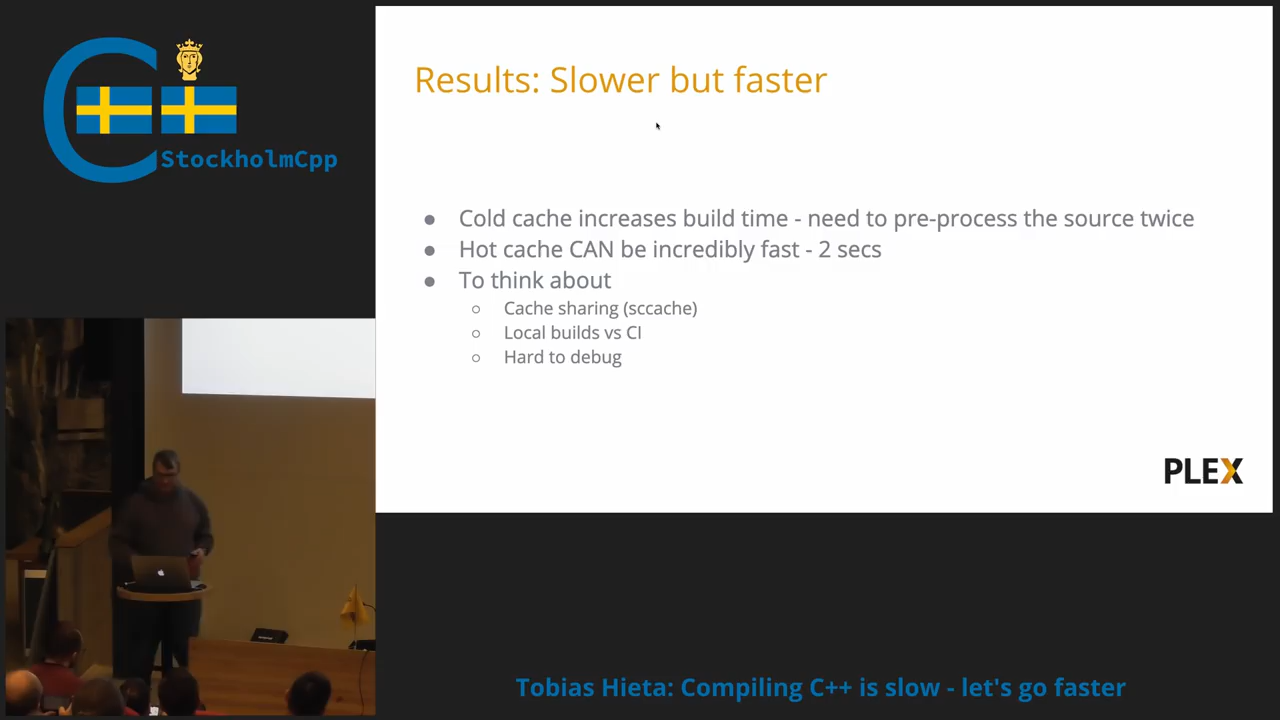 StockholmCpp
Results: Slower but faster
● Cold cache increases build time - need to pre-process the source twice
● Hot cache CAN be incredibly fast - 2 secs
● To think about
○ Cache sharing (sccache)
○ Local builds vs CI
○ Hard to debug
PLEX
Tobias Hieta: Compiling C++ is slow - let's go faster